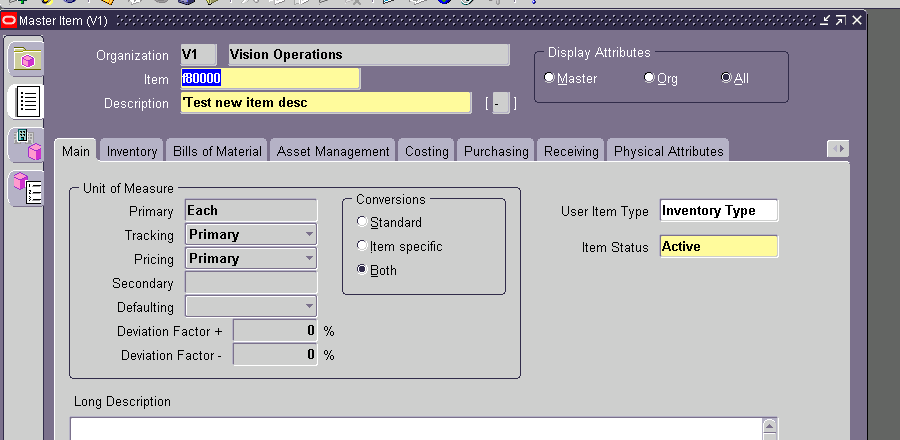 Master Item (V1)
Organization V1 Vision Operations
Item f80000
Description 'Test new item desc [ - ]
Display Attributes
Master Org All
Main Inventory Bills of Material Asset Management Costing Purchasing Receiving Physical Attributes
Unit of Measure
Primary Each
Tracking Primary
Pricing Primary
Secondary
Defaulting
Deviation Factor + 0 %
Deviation Factor - 0 %
Conversions
Standard
Item specific
Both
User Item Type Inventory Type
Item Status Active
Long Description